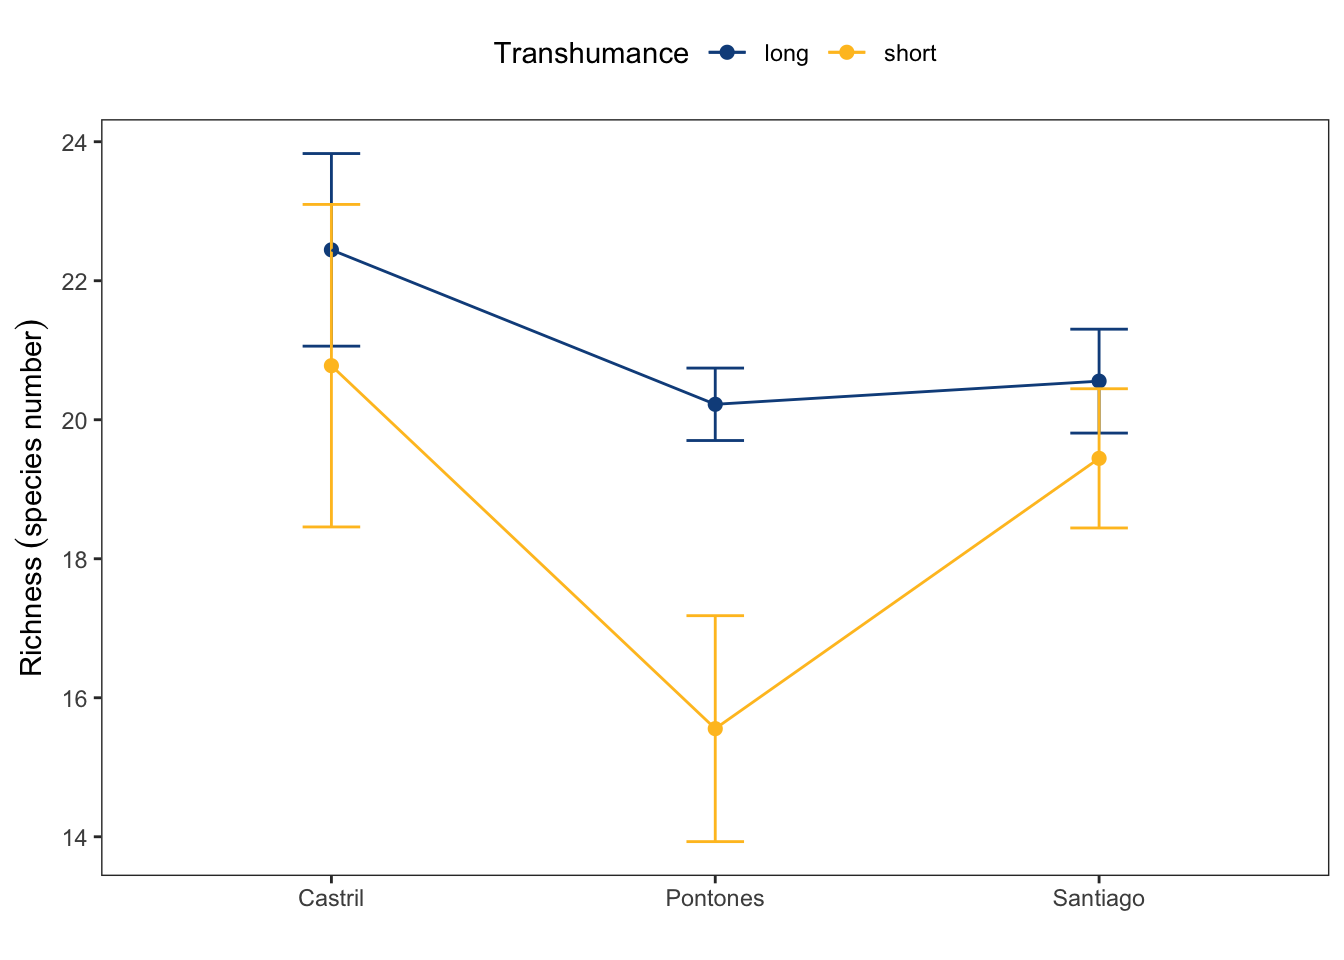 Transhumance long short
24
22
20
18
16
14
Richness (species number)
Castril Pontones Santiago